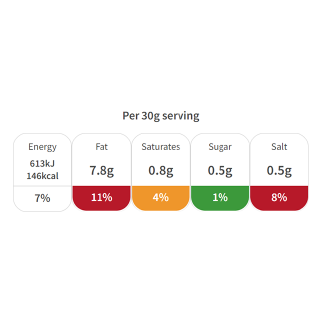 Per 30g serving
Energy Fat Saturates Sugar Salt
613kJ
146kcal 7.8g 0.8g 0.5g 0.5g
7% 11% 4% 1% 8%